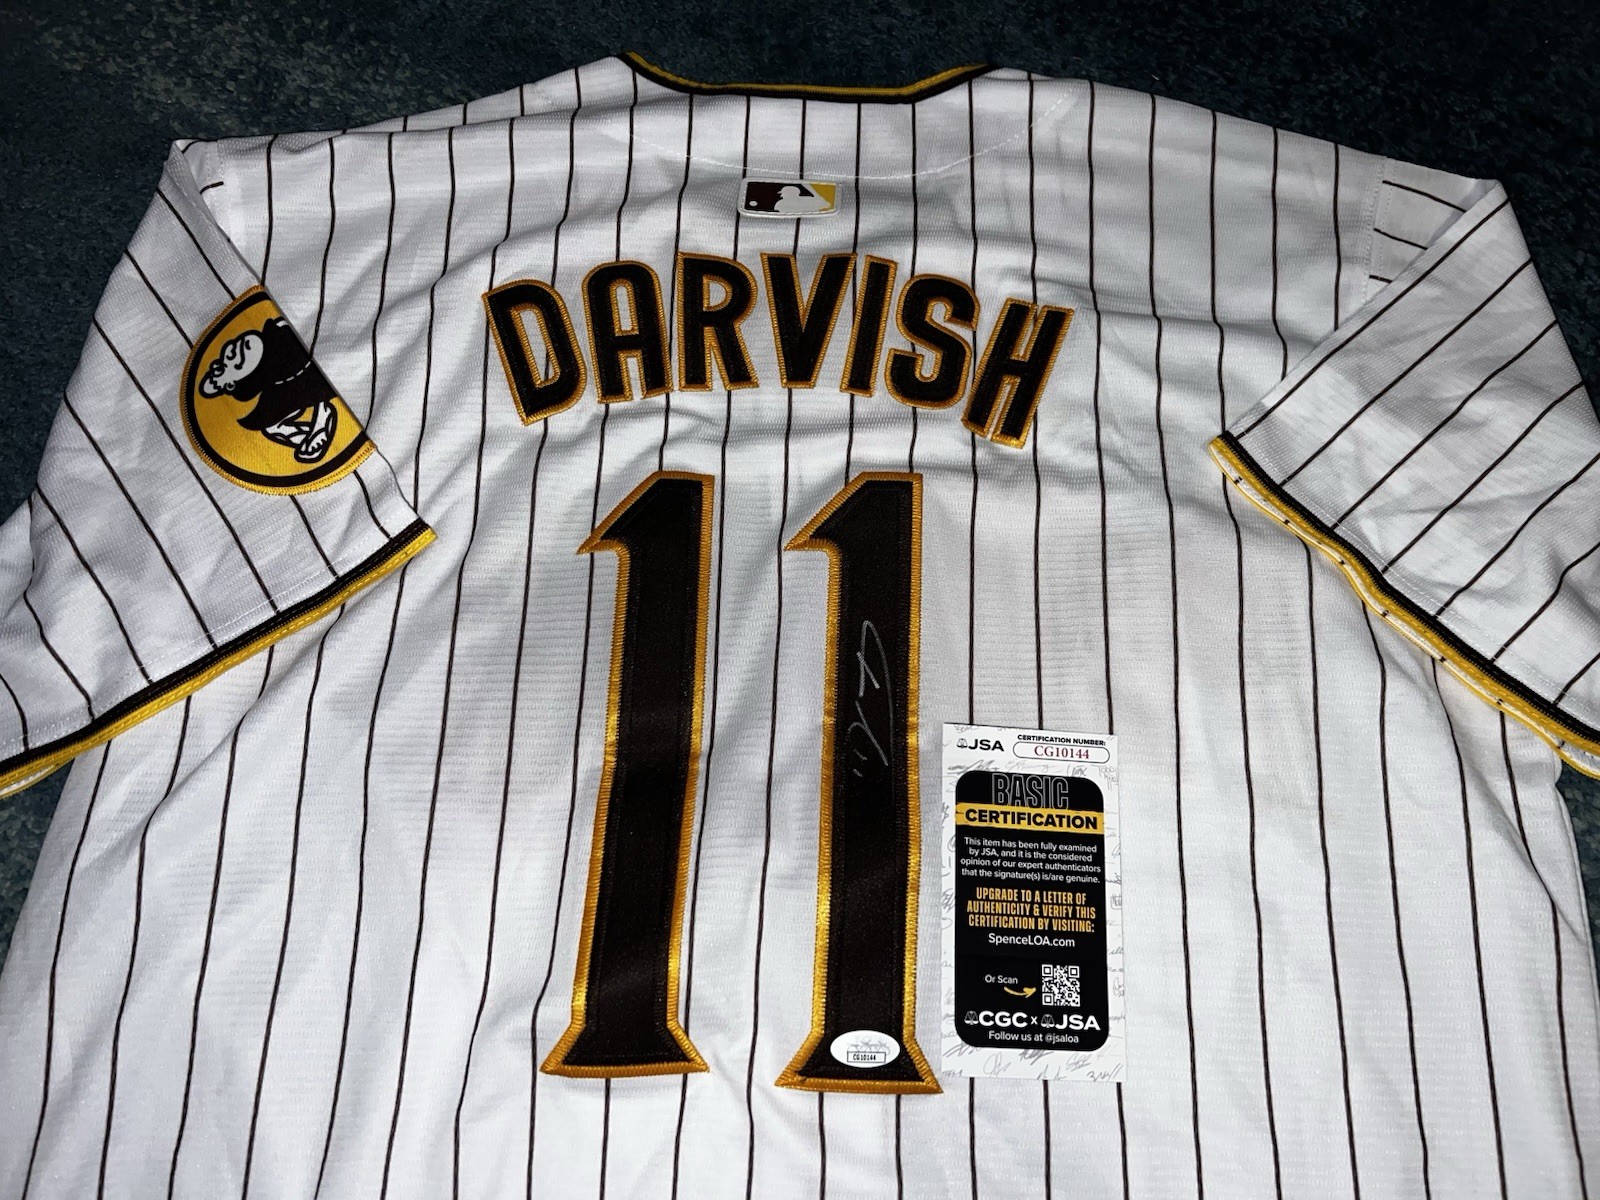 DARVISH
11
JSA
CERTIFICATION NUMBER:
CG10144
BASIC
CERTIFICATION
This item has been fully examined
by JSA, and it is the considered
opinion of our expert authenticators
that the signature(s) is/are genuine.
UPGRADE TO A LETTER OF
AUTHENTICITY & VERIFY THIS
CERTIFICATION BY VISITING:
SpenceLOA.com
Or Scan
CGC x JSA
Follow us at @jsaloa
CG10144